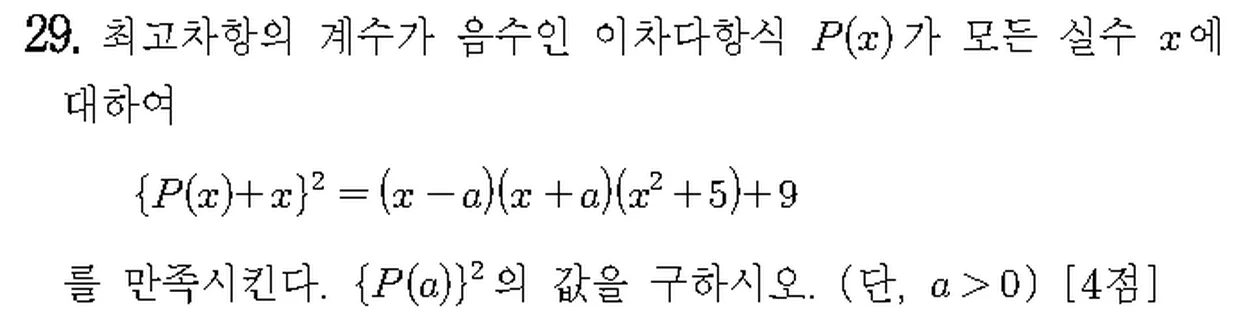 29. 최고차항의 계수가 음수인 이차다항식 P(x)가 모든 실수 x에
대하여
{P(x)+x}² = (x-a)(x+a)(x²+5)+9
를 만족시킨다. {P(a)}²의 값을 구하시오. (단, a>0) [4점]